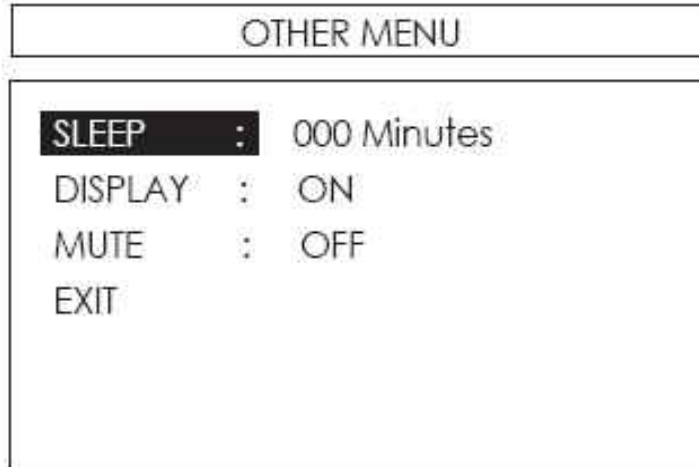 OTHER MENU
SLEEP : 000 Minutes
DISPLAY : ON
MUTE : OFF
EXIT